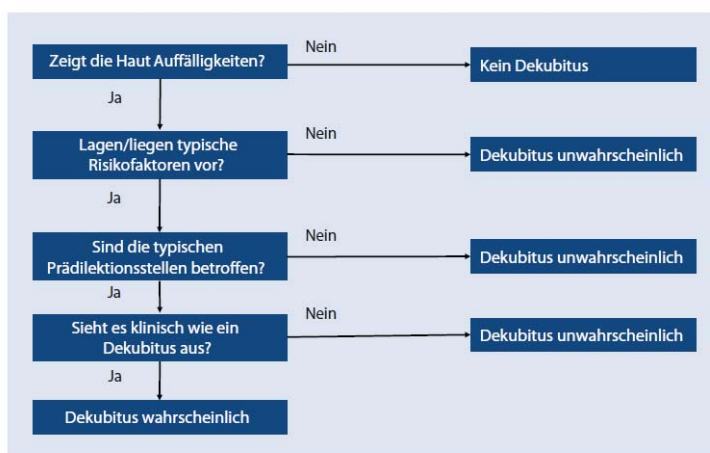 Zeigt die Haut Auffälligkeiten?
Nein
Kein Dekubitus
Ja
Lagen/liegen typische
Risikofaktoren vor?
Nein
Dekubitus unwahrscheinlich
Ja
Sind die typischen
Prädilektionsstellen betroffen?
Nein
Dekubitus unwahrscheinlich
Ja
Sieht es klinisch wie ein
Dekubitus aus?
Nein
Dekubitus unwahrscheinlich
Ja
Dekubitus wahrscheinlich